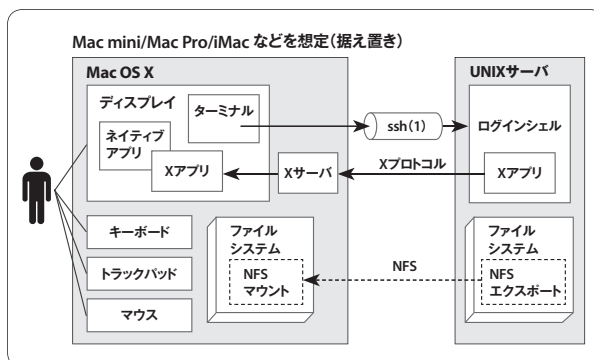 Mac mini/Mac Pro/iMac などを想定(据え置き)
Mac OS X
ディスプレイ
ターミナル
ネイティブ
アプリ
Xアプリ
キーボード
トラックパッド
マウス
Xサーバ
ファイル
システム
NFS
マウント
ssh(1)
Xプロトコル
NFS
UNIXサーバ
ログインシェル
Xアプリ
ファイル
システム
NFS
エクスポート